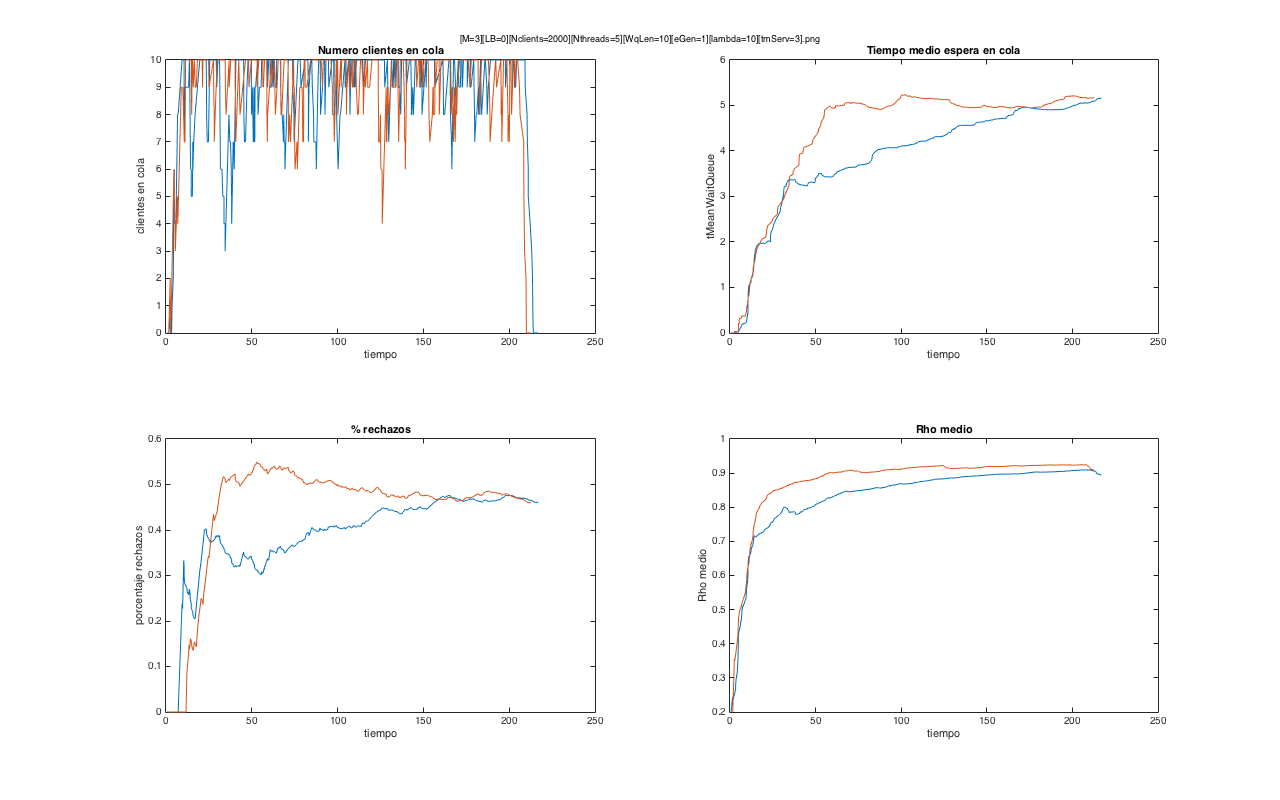 [M=3][LB=0][Nclients=2000][Nthreads=5][WqLen=10][eGen=1][lambda=10][tmServ=3].png
Numero clientes en cola
clientes en cola
10
9
8
7
6
5
4
3
2
1
0
0 50 100 150 200 250
tiempo
Tiempo medio espera en cola
tMeanWaitQueue
6
5
4
3
2
1
0
0 50 100 150 200 250
tiempo
% rechazos
porcentaje rechazos
0.6
0.5
0.4
0.3
0.2
0.1
0
0 50 100 150 200 250
tiempo
Rho medio
Rho medio
1
0.9
0.8
0.7
0.6
0.5
0.4
0.3
0.2
0 50 100 150 200 250
tiempo